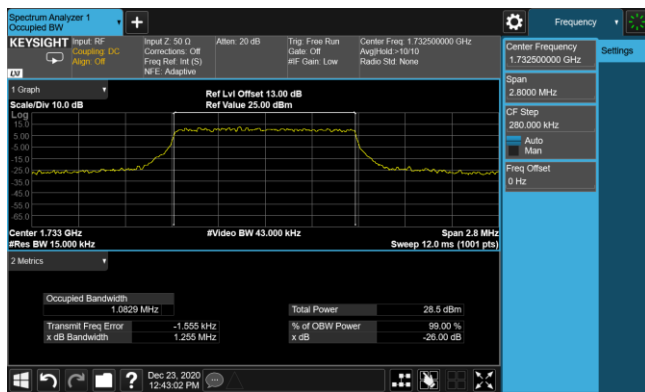 Spectrum Analyzer 1
Occupied BW
Frequency
KEYSIGHT
Input: RF
Coupling: DC
Align: Off
Input Z: 50 Ω
Corrections: Off
Freq Ref: Int (S)
NFE: Adaptive
Atten: 20 dB
Trig: Free Run
Gate: Off
#IF Gain: Low
Center Freq: 1.732500000 GHz
Avg|Hold:>10/10
Radio Std: None
LXI
Center Frequency
1.732500000 GHz
Settings
Span
2.8000 MHz
CF Step
280.000 kHz
Auto
Man
Freq Offset
0 Hz
1 Graph
Ref Lvl Offset 13.00 dB
Scale/Div 10.0 dB
Ref Value 25.00 dBm
Log
15.0
5.00
-5.00
-15.0
-25.0
-35.0
-45.0
-55.0
-65.0
Center 1.733 GHz
#Video BW 43.000 kHz
Span 2.8 MHz
#Res BW 15.000 kHz
Sweep 12.0 ms (1001 pts)
2 Metrics
Occupied Bandwidth
1.0829 MHz
Total Power
28.5 dBm
Transmit Freq Error
-1.555 kHz
% of OBW Power
99.00 %
x dB Bandwidth
1.255 MHz
x dB
-26.00 dB
Dec 23, 2020
12:43:02 PM